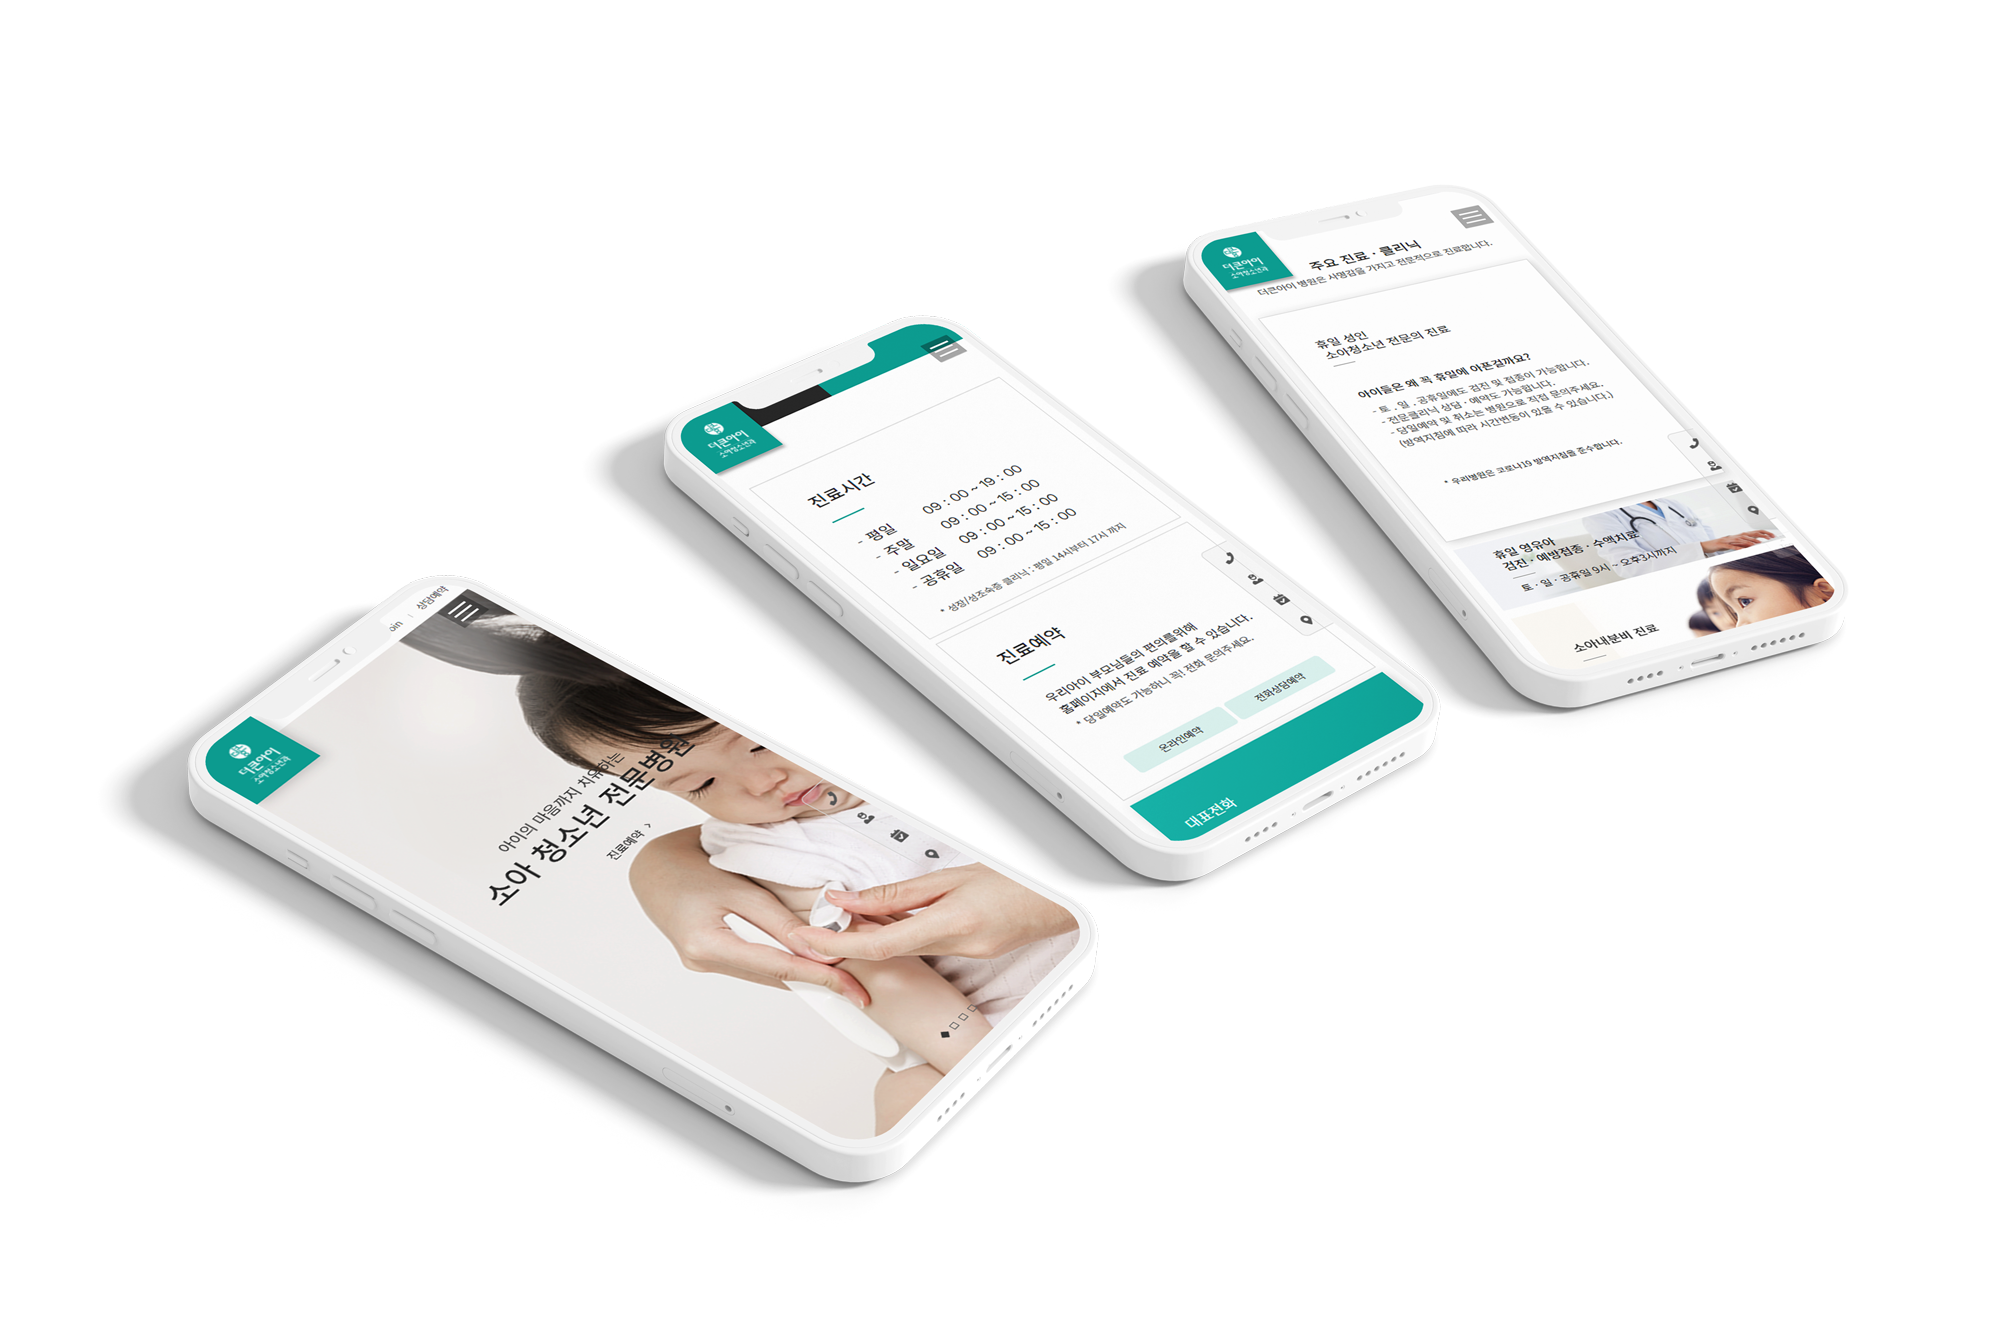 oin : 상담예약
더큰아이
소아청소년과
아이의 마음까지 치유하는
소아 청소년 전문병원
진료예약 >
더큰아이
소아청소년과
진료시간
- 평일 09 : 00 ~ 19 : 00
- 주말 09 : 00 ~ 15 : 00
- 일요일 09 : 00 ~ 15 : 00
- 공휴일 09 : 00 ~ 15 : 00
* 성장/성조숙증 클리닉 : 평일 14시부터 17시 까지
진료예약
우리아이 부모님들의 편의를위해
홈페이지에서 진료 예약을 할 수 있습니다.
* 당일예약도 가능하니 꼭! 전화 문의주세요.
온라인예약 전화상담예약
대표전화
더큰아이
소아청소년과
주요 진료 · 클리닉
더큰아이 병원은 사명감을 가지고 전문적으로 진료합니다.
휴일 성인
소아청소년 전문의 진료
아이들은 왜 꼭 휴일에 아픈걸까요?
- 토 , 일 , 공휴일에도 검진 및 접종이 가능합니다.
- 전문클리닉 상담 · 예약도 가능합니다.
- 당일예약 및 취소는 병원으로 직접 문의주세요.
(방역지침에 따라 시간변동이 있을 수 있습니다.)
* 우리병원은 코로나19 방역지침을 준수합니다.
휴일 영유아
검진 · 예방접종 · 수액치료
토 · 일 · 공휴일 9시 ~ 오후3시까지
소아내분비 진료